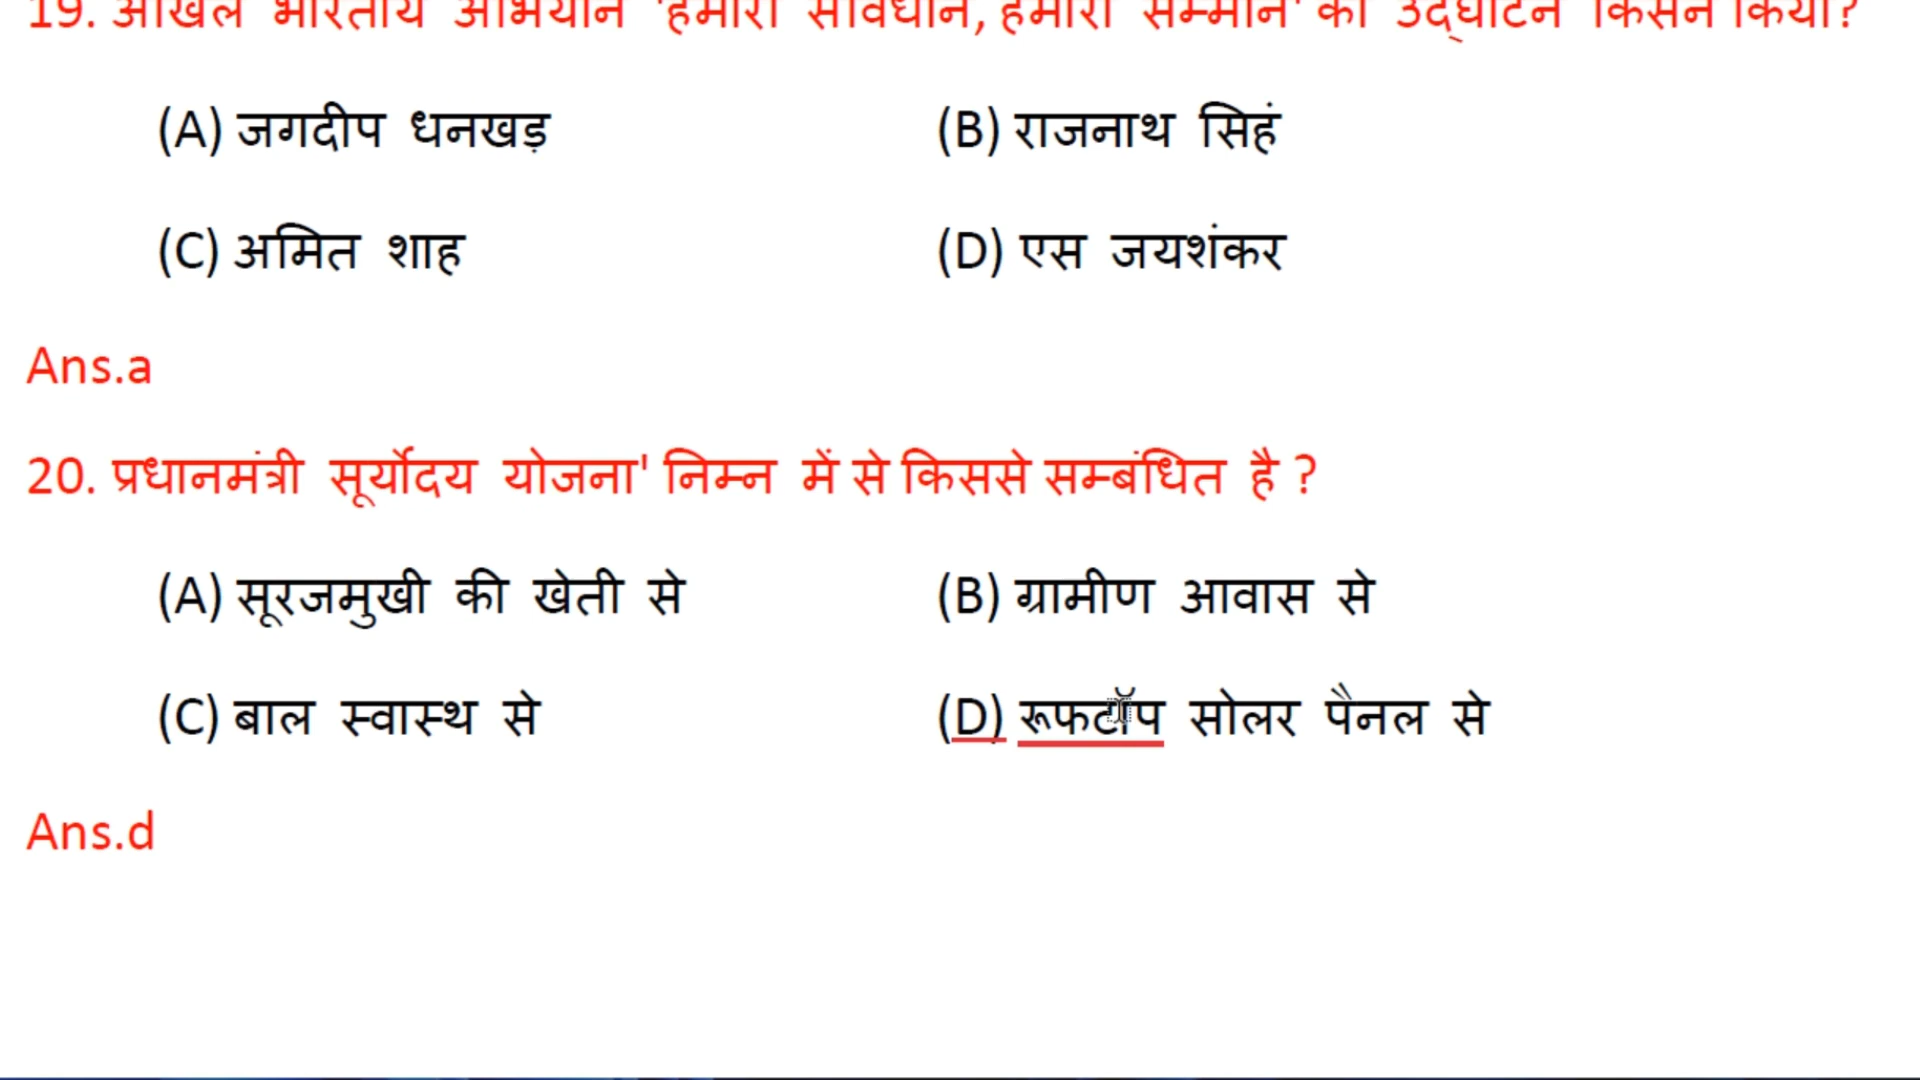 19. अखिल भारतीय अभियान 'हमारा संविधान, हमारा सम्मान' का उद्घाटन किसने किया?
(A) जगदीप धनखड़ (B) राजनाथ सिहं
(C) अमित शाह (D) एस जयशंकर
Ans.a
20. प्रधानमंत्री सूर्योदय योजना' निम्न में से किससे सम्बंधित है ?
(A) सूरजमुखी की खेती से (B) ग्रामीण आवास से
(C) बाल स्वास्थ से (D) रूफटॉप सोलर पैनल से
Ans.d